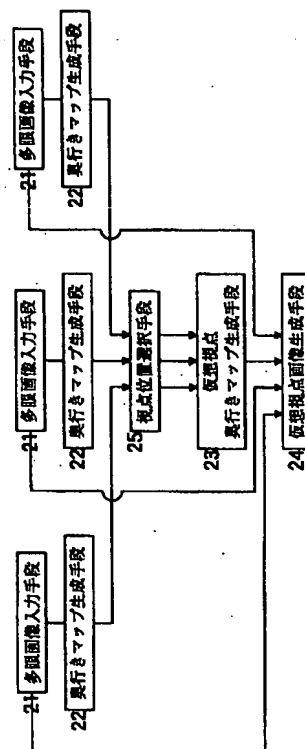 21 多眼画像入力手段
22 奥行きマップ生成手段
21 多眼画像入力手段
22 奥行きマップ生成手段
21 多眼画像入力手段
22 奥行きマップ生成手段
25 視点位置選択手段
仮想視点
23 奥行きマップ生成手段
24 仮想視点画像生成手段